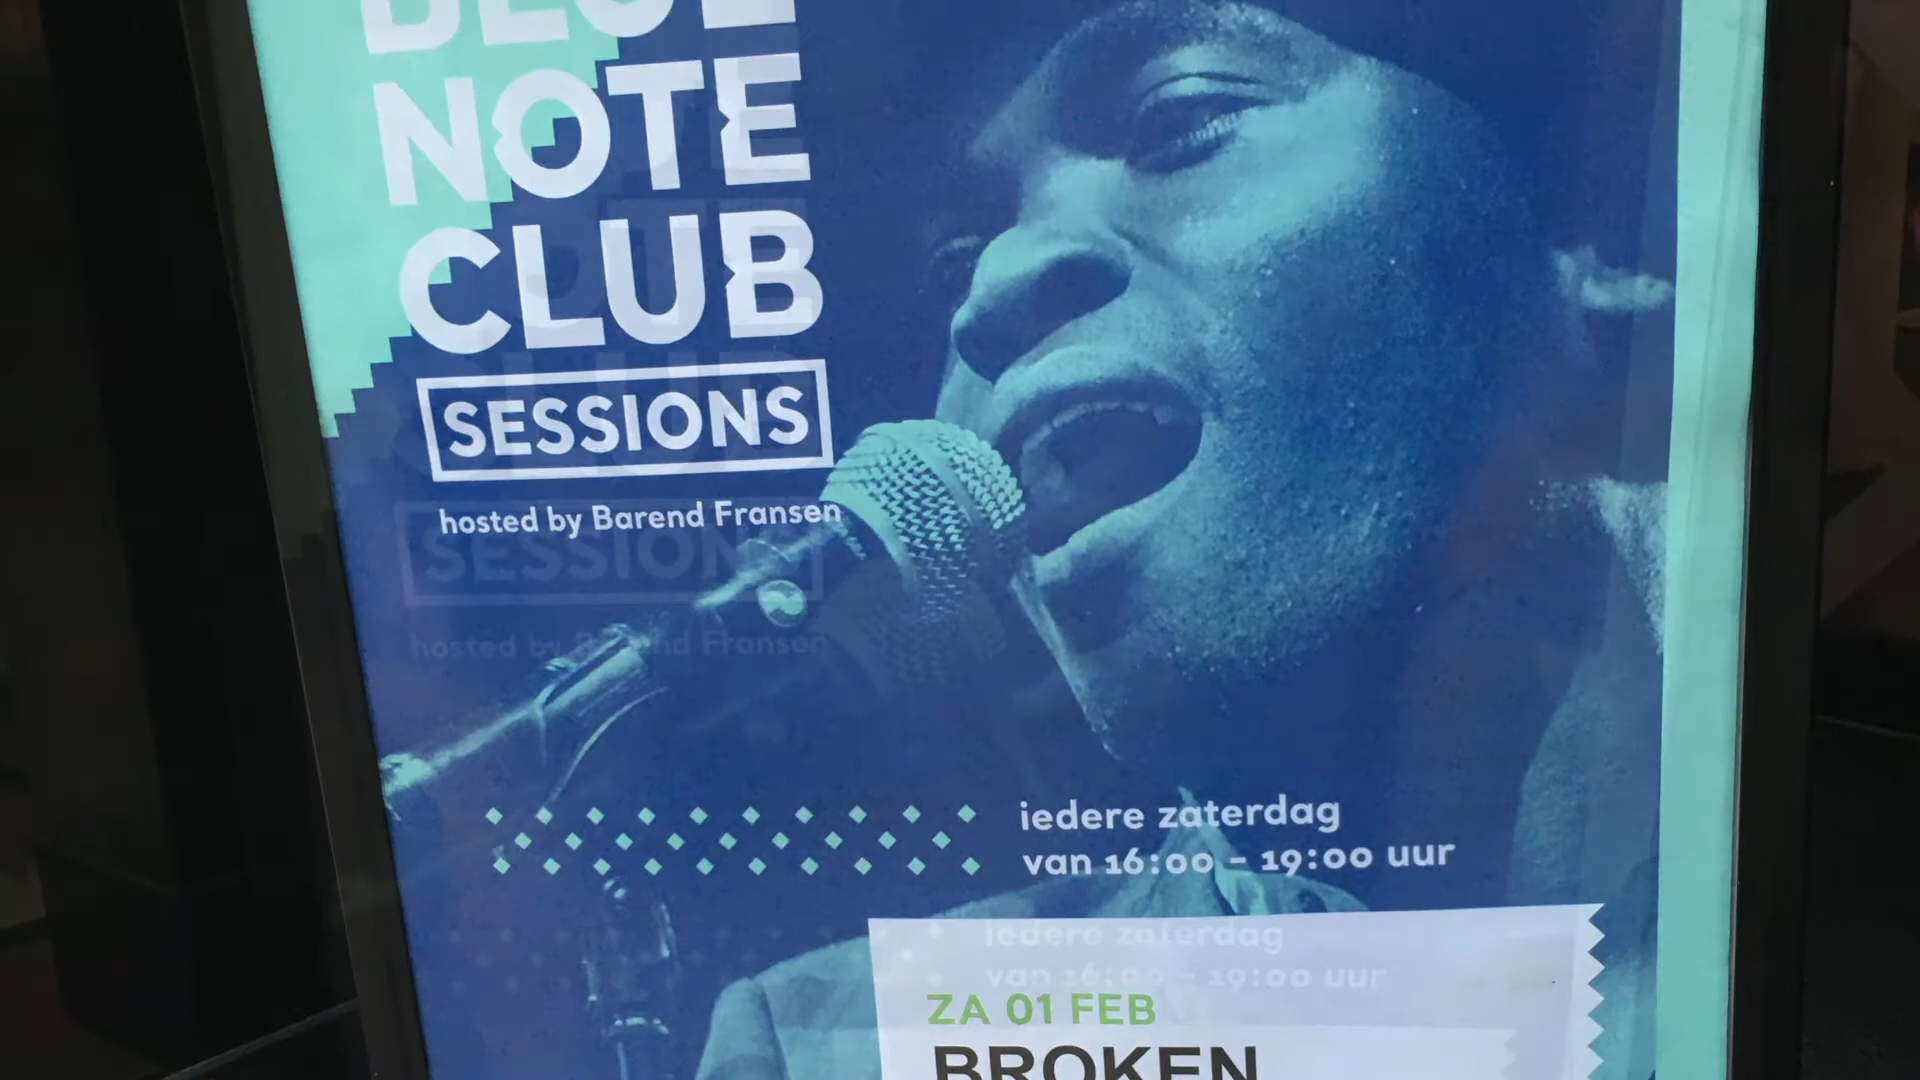 BLUE
NOTE
CLUB
SESSIONS
hosted by Barend Fransen
iedere zaterdag
van 16:00 - 19:00 uur
ZA 01 FEB
BROKEN